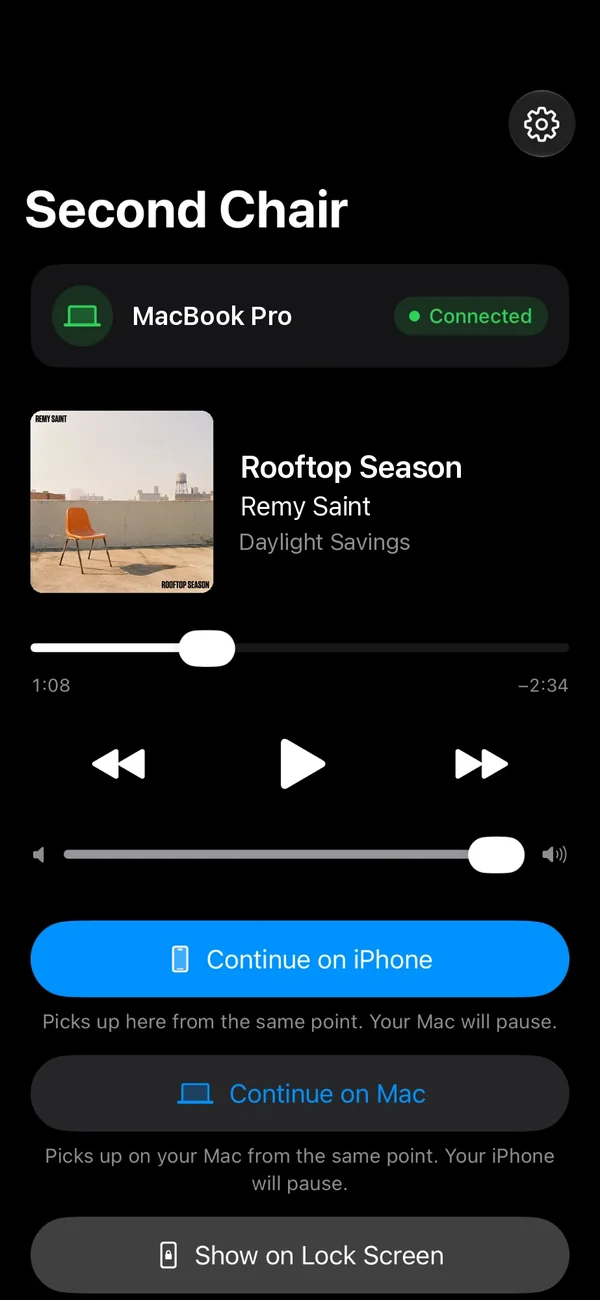 Second Chair
MacBook Pro
Connected
REMY SAINT
ROOFTOP SEASON
Rooftop Season
Remy Saint
Daylight Savings
1:08
−2:34
Continue on iPhone
Picks up here from the same point. Your Mac will pause.
Continue on Mac
Picks up on your Mac from the same point. Your iPhone
will pause.
Show on Lock Screen